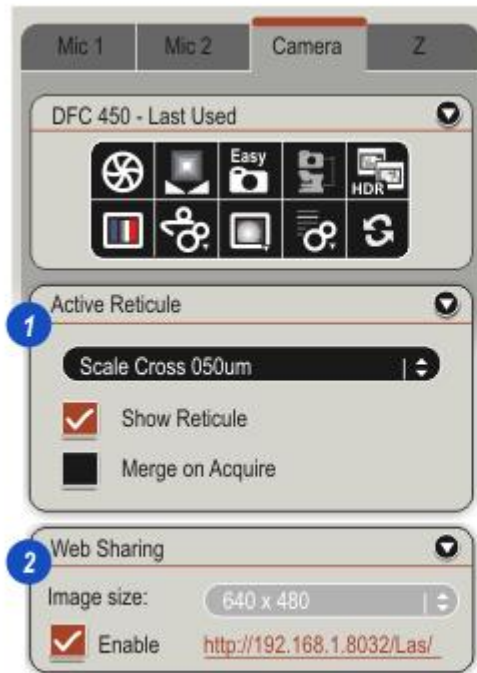 Mic 1 Mic 2 Camera Z
DFC 450 - Last Used
Easy
HDR
1
Active Reticule
Scale Cross 050um
Show Reticule
Merge on Acquire
2
Web Sharing
Image size: 640 x 480
Enable http://192.168.1.8032/Las/